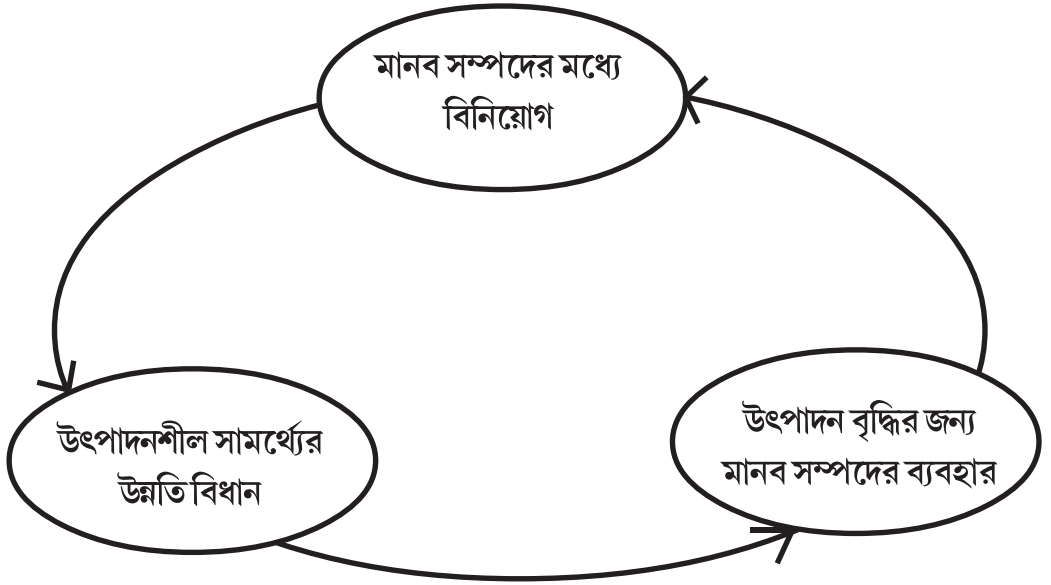 মানব সম্পদের মধ্যে
বিনিয়োগ
উৎপাদনশীল সামর্থ্যের
উন্নতি বিধান
উৎপাদন বৃদ্ধির জন্য
মানব সম্পদের ব্যবহার